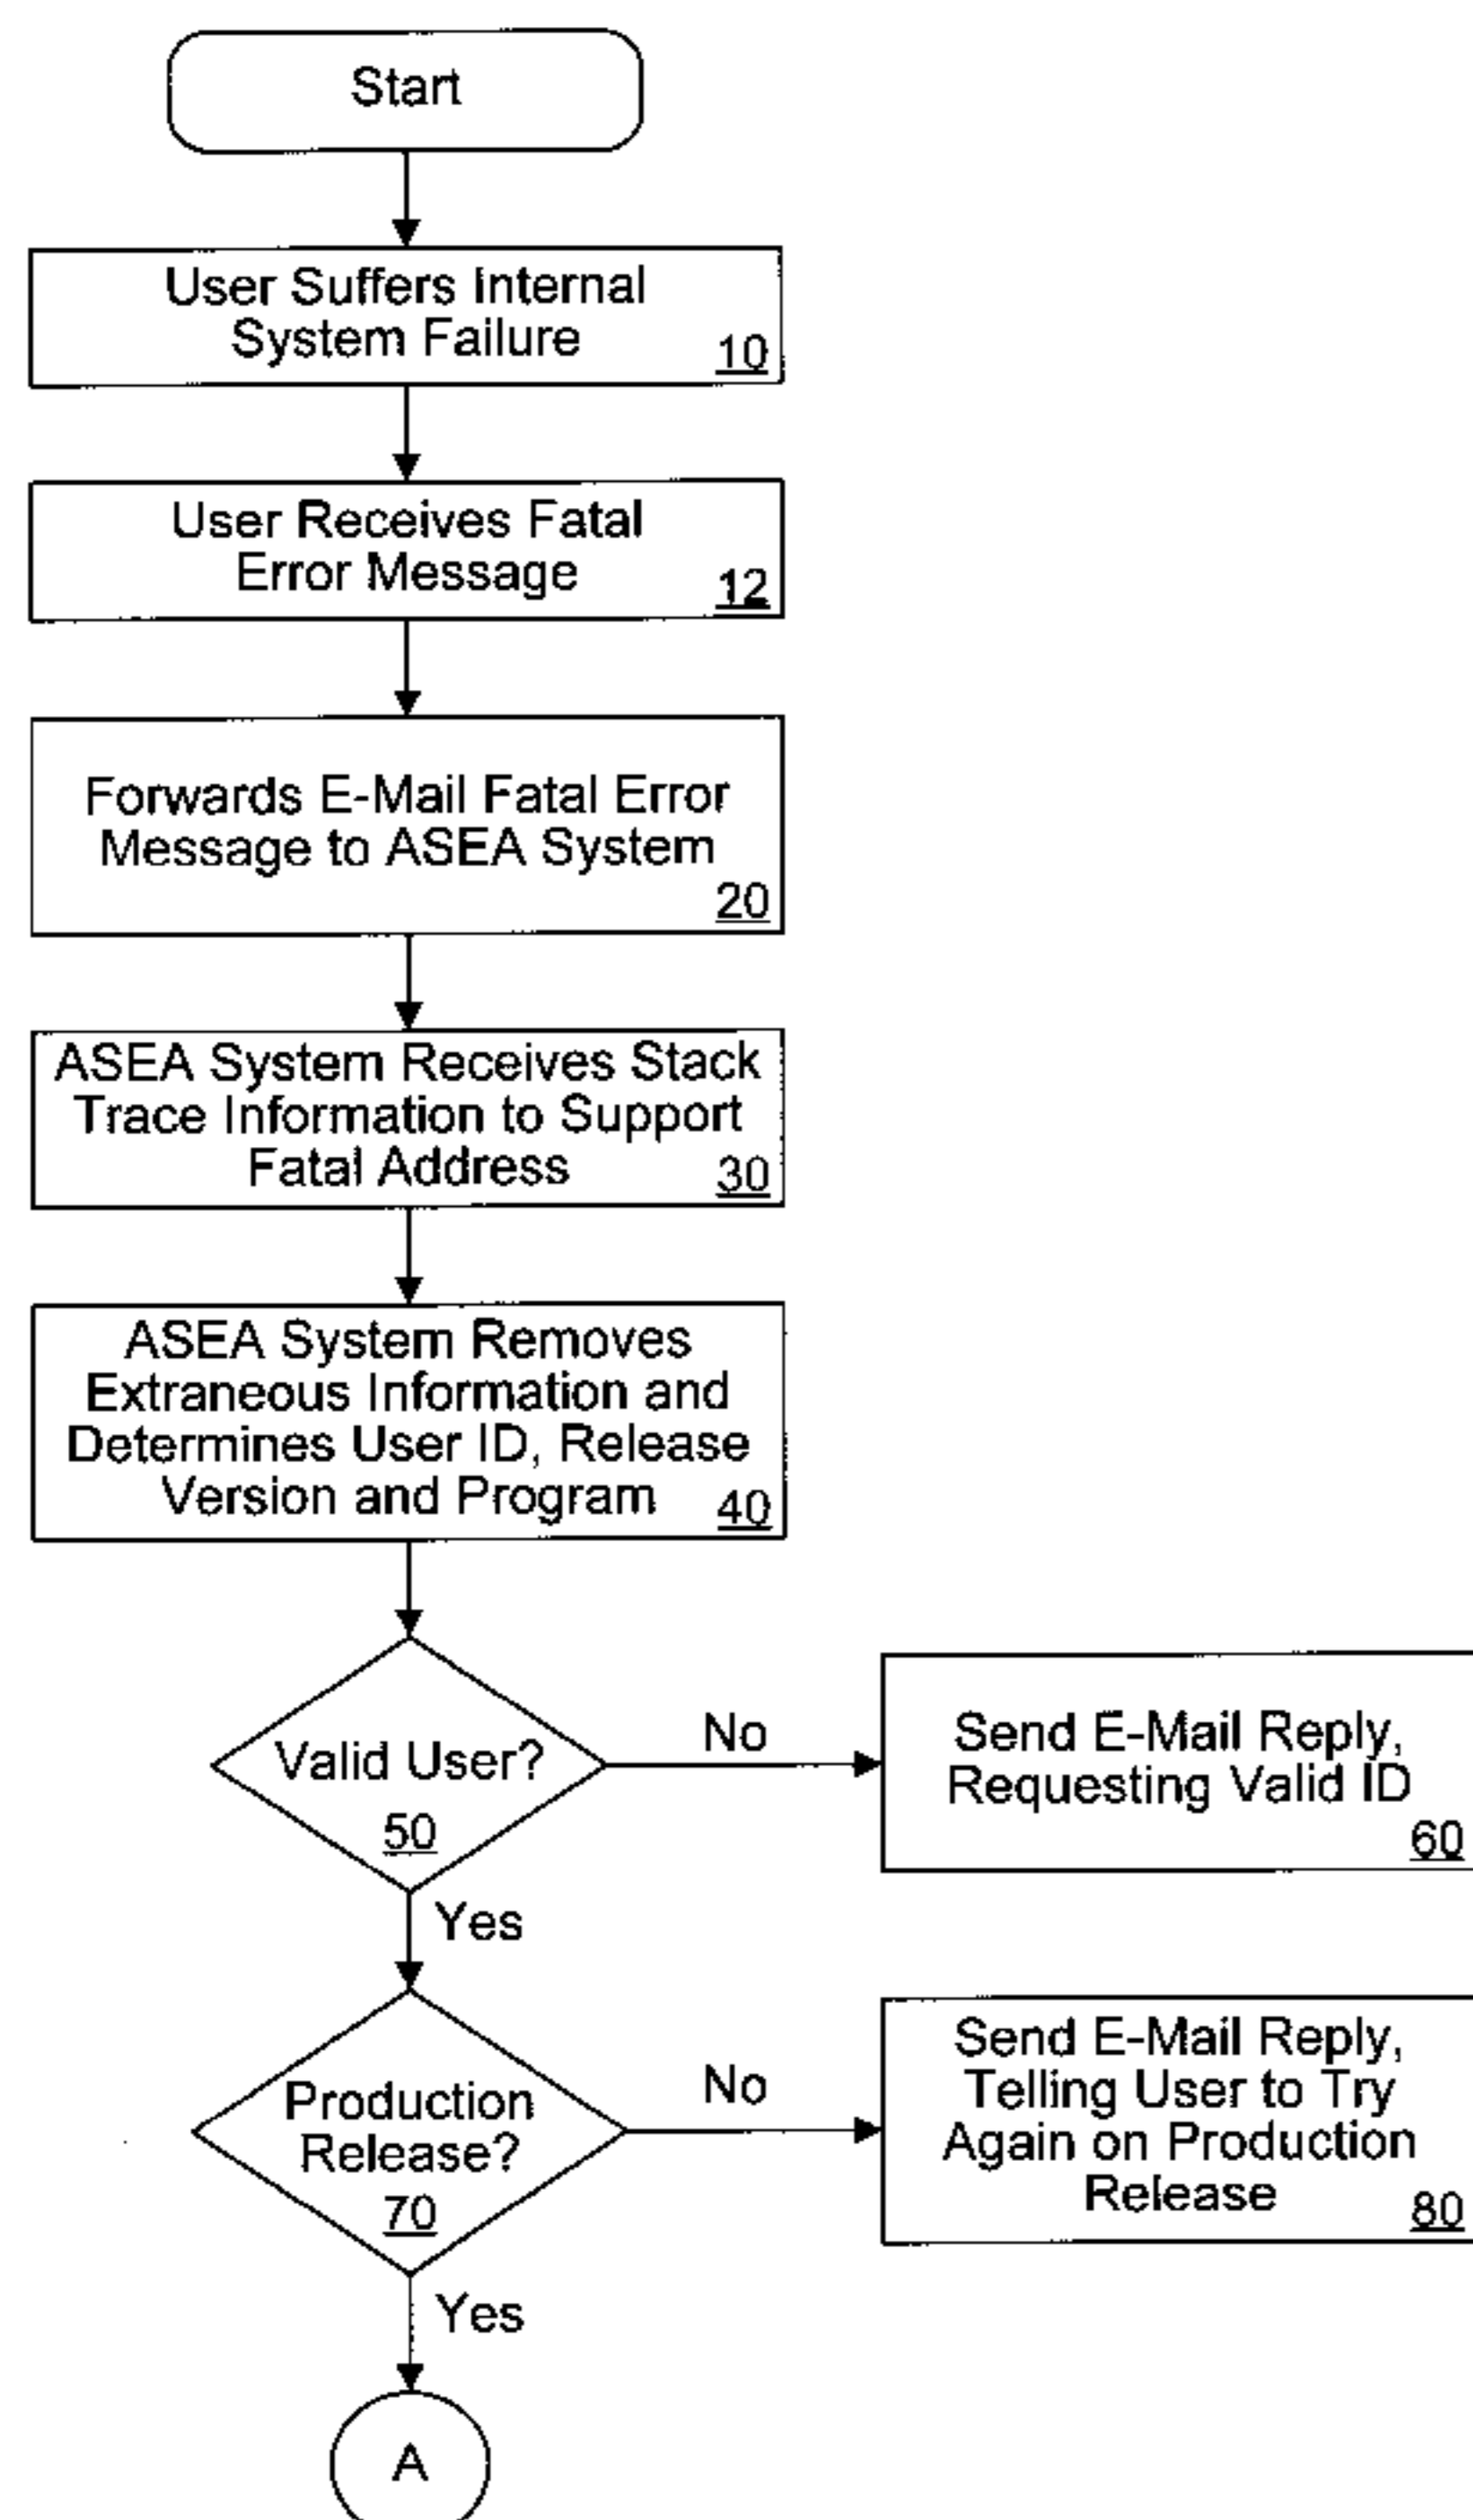 Start
User Suffers Internal
System Failure
10
User Receives Fatal
Error Message
12
Forwards E-Mail Fatal Error
Message to ASEA System
20
ASEA System Receives Stack
Trace Information to Support
Fatal Address
30
ASEA System Removes
Extraneous Information and
Determines User ID, Release
Version and Program
40
Valid User?
50
No
Send E-Mail Reply,
Requesting Valid ID
60
Yes
Production
Release?
70
No
Send E-Mail Reply,
Telling User to Try
Again on Production
Release
80
Yes
A